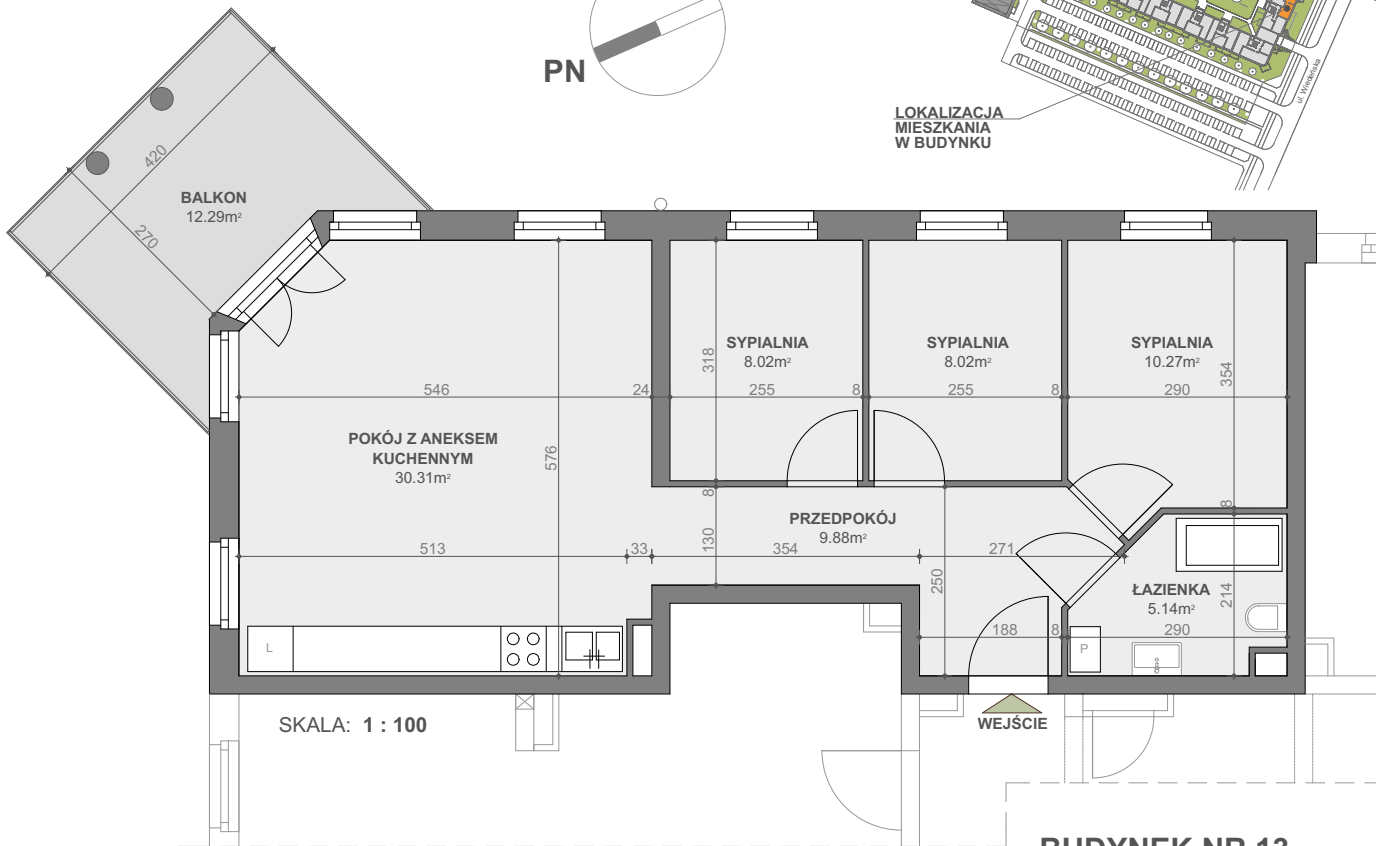 PN
LOKALIZACJA
MIESZKANIA
W BUDYNKU
ul. Wiedeńska
BALKON
12.29m²
420
270
SYPIALNIA
8.02m²
SYPIALNIA
8.02m²
SYPIALNIA
10.27m²
318
354
546
24
255
8
255
8
290
POKÓJ Z ANEKSEM
KUCHENNYM
30.31m²
576
8
PRZEDPOKÓJ
9.88m²
8
513
33
130
354
271
250
ŁAZIENKA
5.14m²
214
188
8
290
L
P
SKALA: 1 : 100
WEJŚCIE
BUDYNEK NR 13